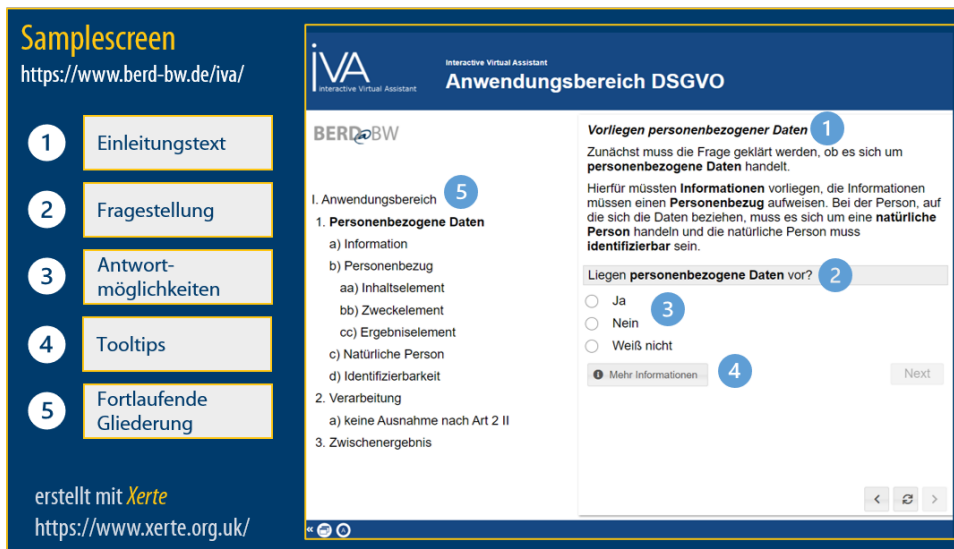 Samplescreen
https://www.berd-bw.de/iva/
1 Einleitungstext
2 Fragestellung
3 Antwort-
möglichkeiten
4 Tooltips
5 Fortlaufende
Gliederung
erstellt mit Xerte
https://www.xerte.org.uk/
iVA
interactive Virtual Assistant
Interactive Virtual Assistant
Anwendungsbereich DSGVO
BERD@BW
I. Anwendungsbereich 5
1. Personenbezogene Daten
a) Information
b) Personenbezug
aa) Inhaltselement
bb) Zweckelement
cc) Ergebniselement
c) Natürliche Person
d) Identifizierbarkeit
2. Verarbeitung
a) keine Ausnahme nach Art 2 II
3. Zwischenergebnis
Vorliegen personenbezogener Daten 1
Zunächst muss die Frage geklärt werden, ob es sich um
personenbezogene Daten handelt.
Hierfür müssten Informationen vorliegen, die Informationen
müssen einen Personenbezug aufweisen. Bei der Person, auf
die sich die Daten beziehen, muss es sich um eine natürliche
Person handeln und die natürliche Person muss
identifizierbar sein.
Liegen personenbezogene Daten vor? 2
Ja
3
Nein
Weiß nicht
Mehr Informationen 4
Next